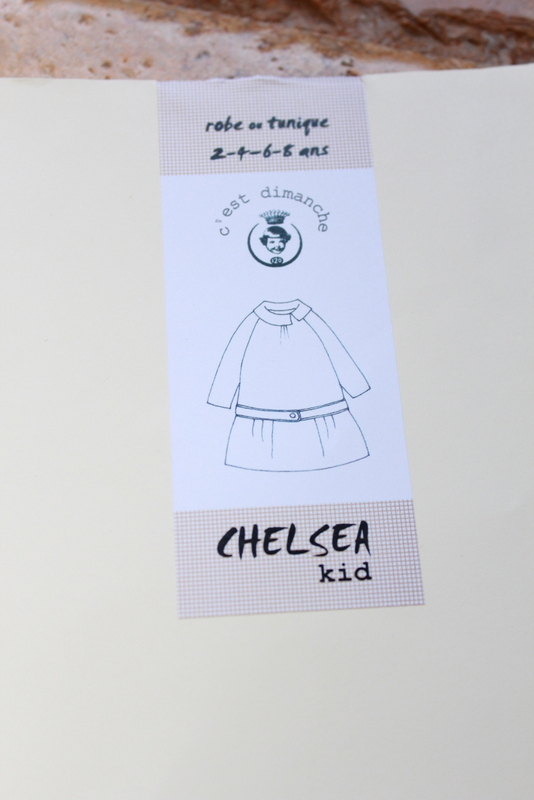 robe ou tunique
2-4-6-8 ans
c'est dimanche
CHELSEA
kid